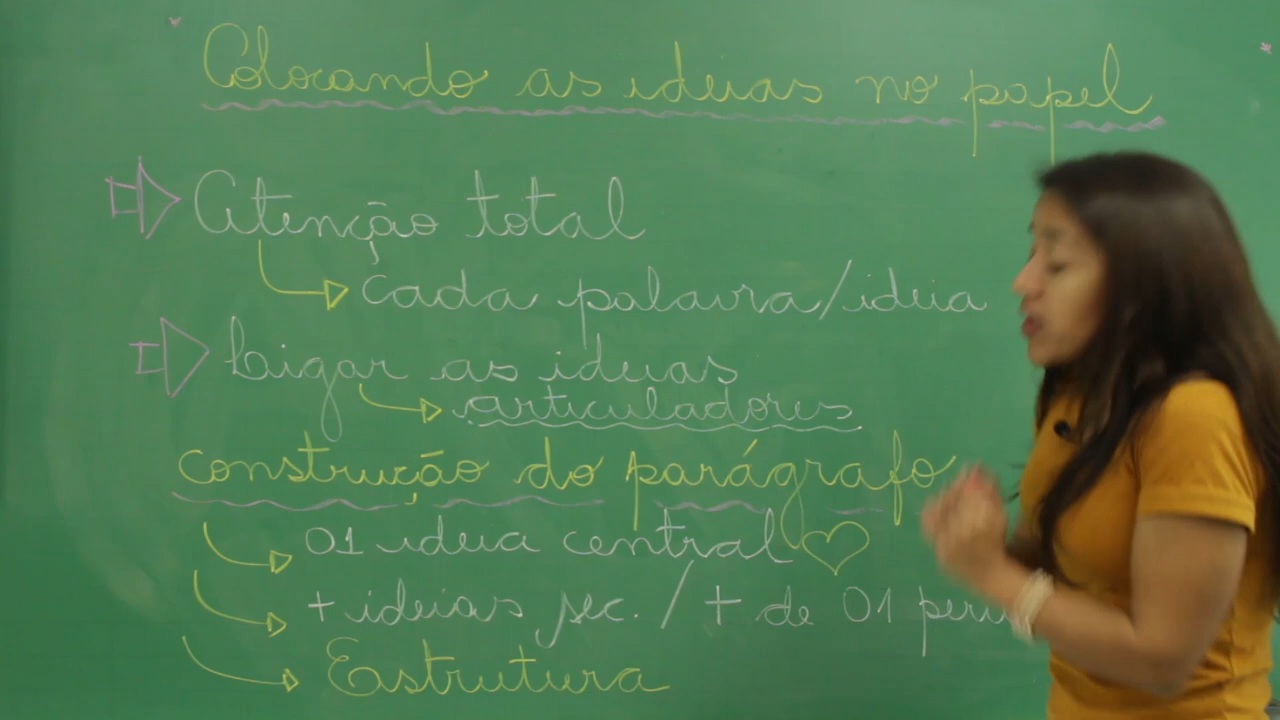 Colocando as ideias no papel
Atenção total
cada palavra/ideia
Ligar as ideias
articuladores
construção do parágrafo
01 ideia central
+ ideias sec. / + de 01
Estrutura